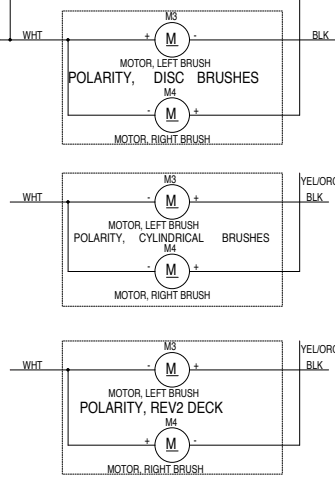 M3
WHT + M - BLK
MOTOR, LEFT BRUSH
POLARITY, DISC BRUSHES
M4
- M +
MOTOR, RIGHT BRUSH
M3 YEL/ORG
WHT - M + BLK
MOTOR, LEFT BRUSH
POLARITY, CYLINDRICAL BRUSHES
M4
- M +
MOTOR, RIGHT BRUSH
M3 YEL/ORG
WHT - M + BLK
MOTOR, LEFT BRUSH
POLARITY, REV2 DECK
M4
+ M -
MOTOR, RIGHT BRUSH